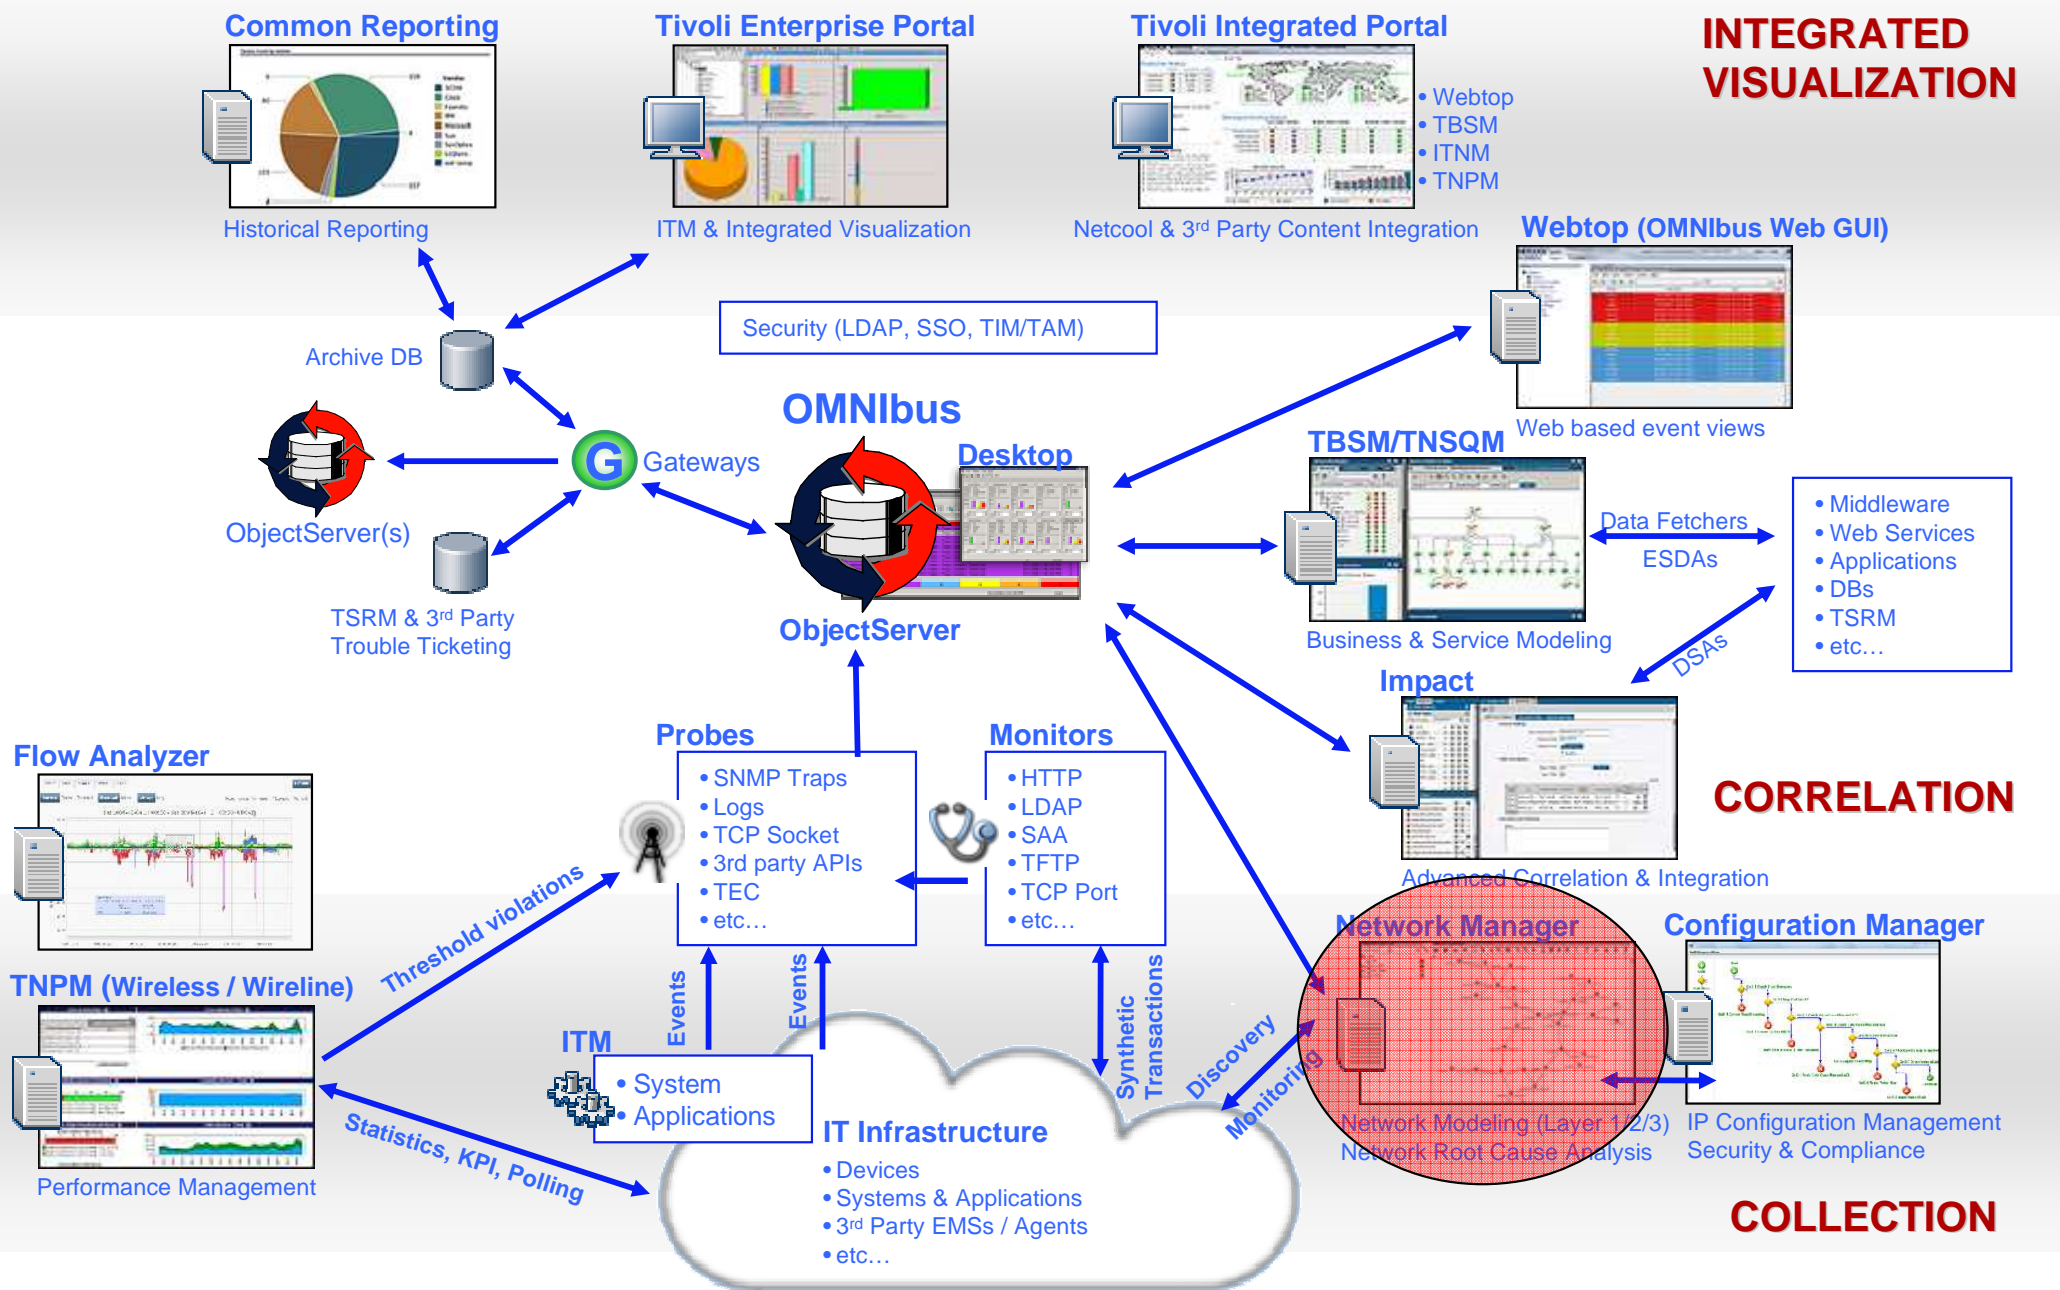 Common Reporting
Historical Reporting
Tivoli Enterprise Portal
ITM & Integrated Visualization
Tivoli Integrated Portal
• Webtop
• TBSM
• ITNM
• TNPM
Netcool & 3rd Party Content Integration
INTEGRATED
VISUALIZATION
Webtop (OMNIbus Web GUI)
Web based event views
Security (LDAP, SSO, TIM/TAM)
Archive DB
OMNIbus
Desktop
ObjectServer
G
Gateways
ObjectServer(s)
TSRM & 3rd Party
Trouble Ticketing
TBSM/TNSQM
Business & Service Modeling
Data Fetchers
ESDAs
• Middleware
• Web Services
• Applications
• DBs
• TSRM
• etc…
DSAs
Impact
Advanced Correlation & Integration
CORRELATION
Flow Analyzer
Probes
• SNMP Traps
• Logs
• TCP Socket
• 3rd party APIs
• TEC
• etc…
Monitors
• HTTP
• LDAP
• SAA
• TFTP
• TCP Port
• etc…
Threshold violations
TNPM (Wireless / Wireline)
Performance Management
Statistics, KPI, Polling
Events
Events
Synthetic
Transactions
Discovery
Monitoring
ITM
• System
• Applications
IT Infrastructure
• Devices
• Systems & Applications
• 3rd Party EMSs / Agents
• etc…
Network Manager
Network Modeling (Layer 1/2/3)
Network Root Cause Analysis
Configuration Manager
IP Configuration Management
Security & Compliance
COLLECTION